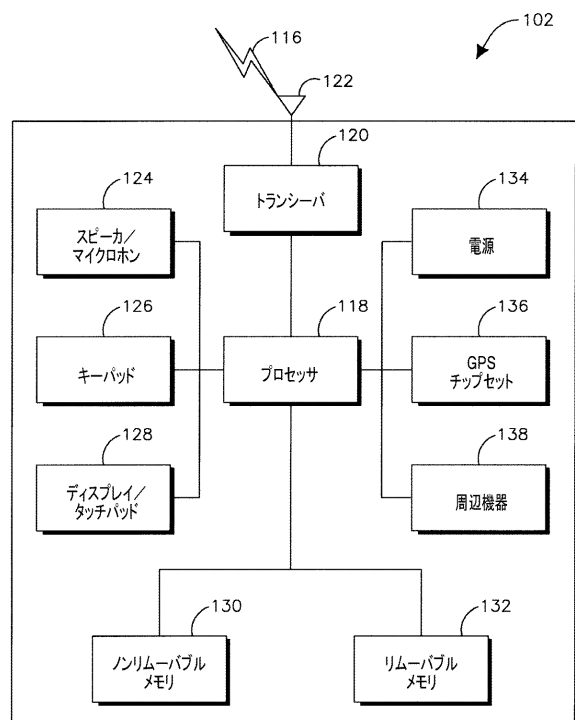 116
102
122
120
トランシーバ
124
スピーカ/
マイクロホン
134
電源
126
キーパッド
118
プロセッサ
136
GPS
チップセット
128
ディスプレイ/
タッチパッド
138
周辺機器
130
ノンリムーバブル
メモリ
132
リムーバブル
メモリ